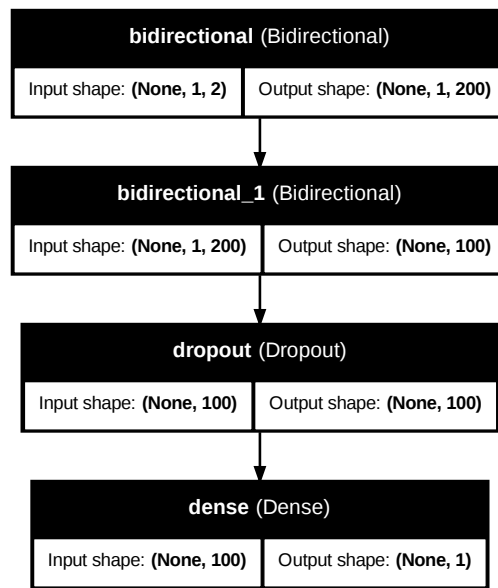 bidirectional (Bidirectional)
Input shape: (None, 1, 2) Output shape: (None, 1, 200)
bidirectional_1 (Bidirectional)
Input shape: (None, 1, 200) Output shape: (None, 100)
dropout (Dropout)
Input shape: (None, 100) Output shape: (None, 100)
dense (Dense)
Input shape: (None, 100) Output shape: (None, 1)